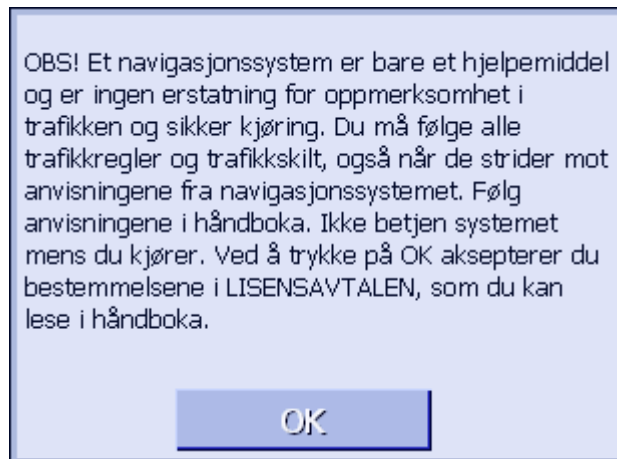 OBS! Et navigasjonssystem er bare et hjelpemiddel
og er ingen erstatning for oppmerksomhet i
trafikken og sikker kjøring. Du må følge alle
trafikkregler og trafikkskilt, også når de strider mot
anvisningene fra navigasjonssystemet. Følg
anvisningene i håndboka. Ikke betjen systemet
mens du kjører. Ved å trykke på OK aksepterer du
bestemmelsene i LISENSAVTALEN, som du kan
lese i håndboka.
OK